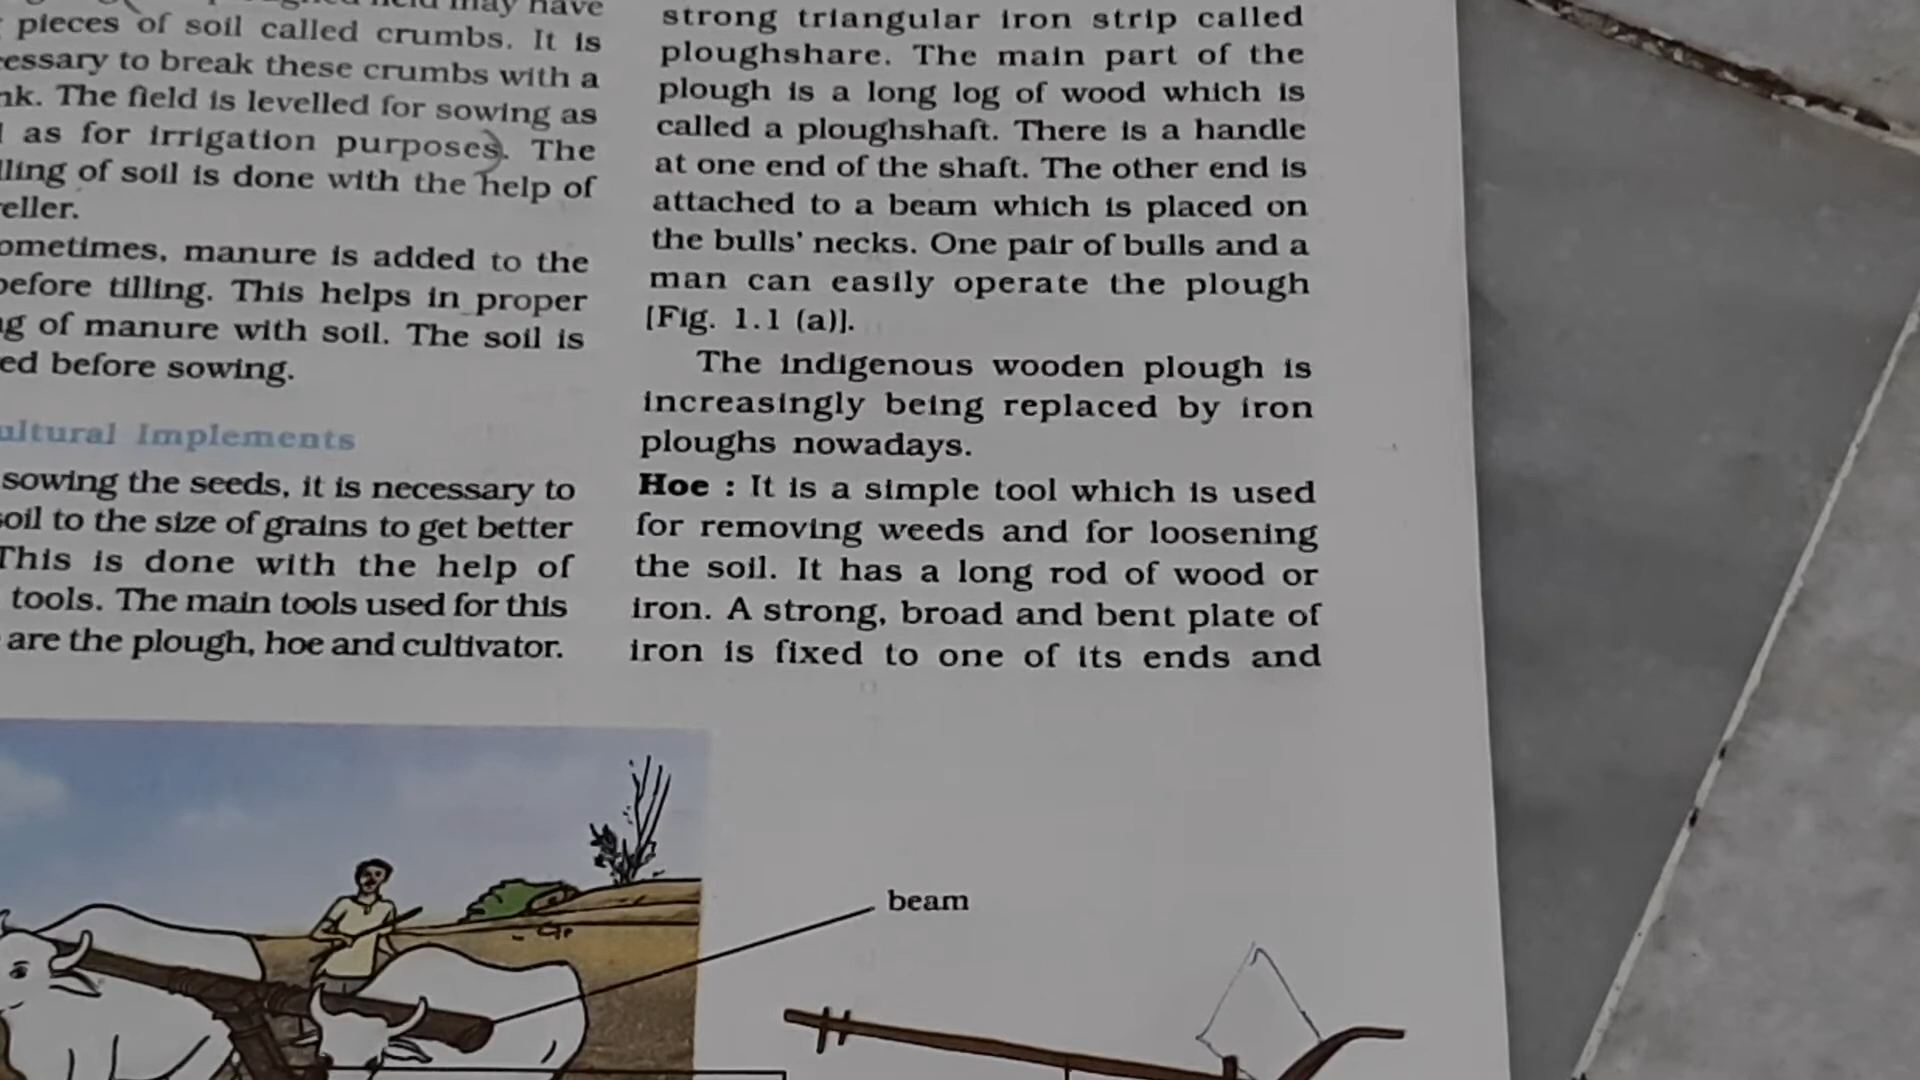 may have
pieces of soil called crumbs. It is
to break these crumbs with a
The field is levelled for sowing as
as for irrigation purposes. The
of soil is done with the help of
manure is added to the
tilling. This helps in proper
of manure with soil. The soil is
before sowing.
Implements
sowing the seeds, it is necessary to
to the size of grains to get better
This is done with the help of
tools. The main tools used for this
are the plough, hoe and cultivator.
strong triangular iron strip called
ploughshare. The main part of the
plough is a long log of wood which is
called a ploughshaft. There is a handle
at one end of the shaft. The other end is
attached to a beam which is placed on
the bulls' necks. One pair of bulls and a
man can easily operate the plough
[Fig. 1.1 (a)].
The indigenous wooden plough is
increasingly being replaced by iron
ploughs nowadays.
Hoe : It is a simple tool which is used
for removing weeds and for loosening
the soil. It has a long rod of wood or
iron. A strong, broad and bent plate of
iron is fixed to one of its ends and
beam